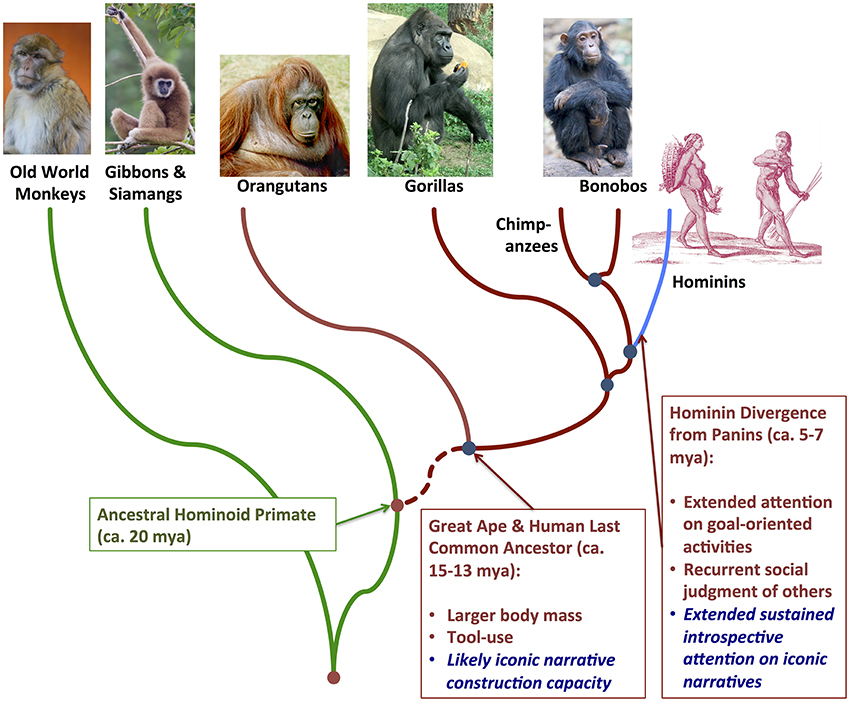 Old World
Monkeys
Gibbons &
Siamangs
Orangutans
Gorillas
Bonobos
Chimp-
anzees
Hominins
Ancestral Hominoid Primate
(ca. 20 mya)
Great Ape & Human Last
Common Ancestor (ca.
15-13 mya):
• Larger body mass
• Tool-use
• Likely iconic narrative
construction capacity
Hominin Divergence
from Panins (ca. 5-7
mya):
• Extended attention
on goal-oriented
activities
• Recurrent social
judgment of others
• Extended sustained
introspective
attention on iconic
narratives